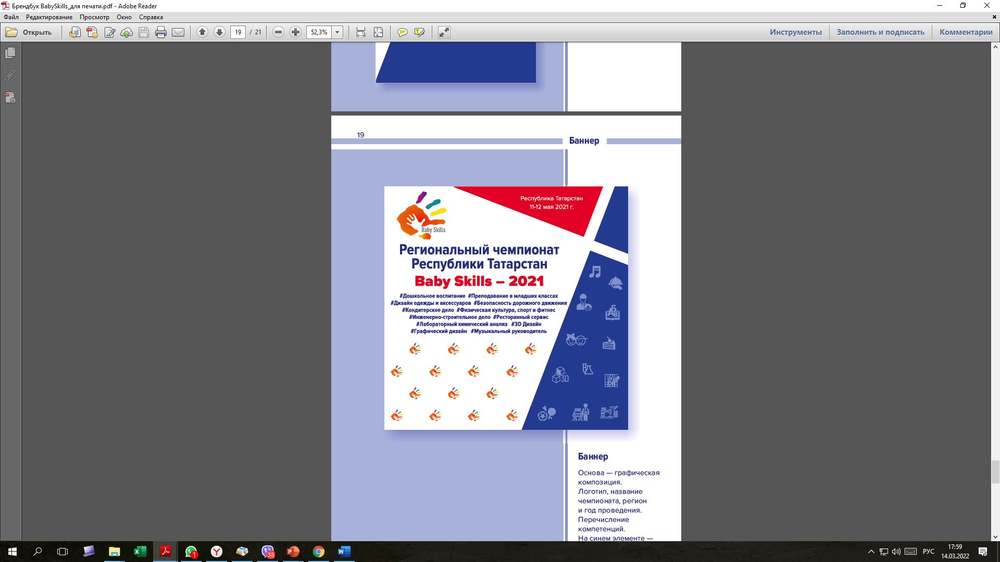 Брендбук BabySkills_для печати.pdf - Adobe Reader
Файл Редактирование Просмотр Окно Справка
Открыть 19 / 21 52,3% Инструменты Заполнить и подписать Комментарии
19
Баннер
Республика Татарстан
11-12 мая 2021 г.
Baby Skills
Региональный чемпионат
Республики Татарстан
Baby Skills – 2021
#Дошкольное воспитание #Преподавание в младших классах
#Дизайн одежды и аксессуаров #Безопасность дорожного движения
#Кондитерское дело #Физическая культура, спорт и фитнес
#Инженерно-строительное дело #Ресторанный сервис
#Лабораторный химический анализ #3D Дизайн
#Графический дизайн #Музыкальный руководитель
3D
Баннер
Основа — графическая
композиция.
Логотип, название
чемпионата, регион
и год проведения.
Перечисление
компетенций.
На синем элементе —
1
38
РУС
17:59
14.03.2022